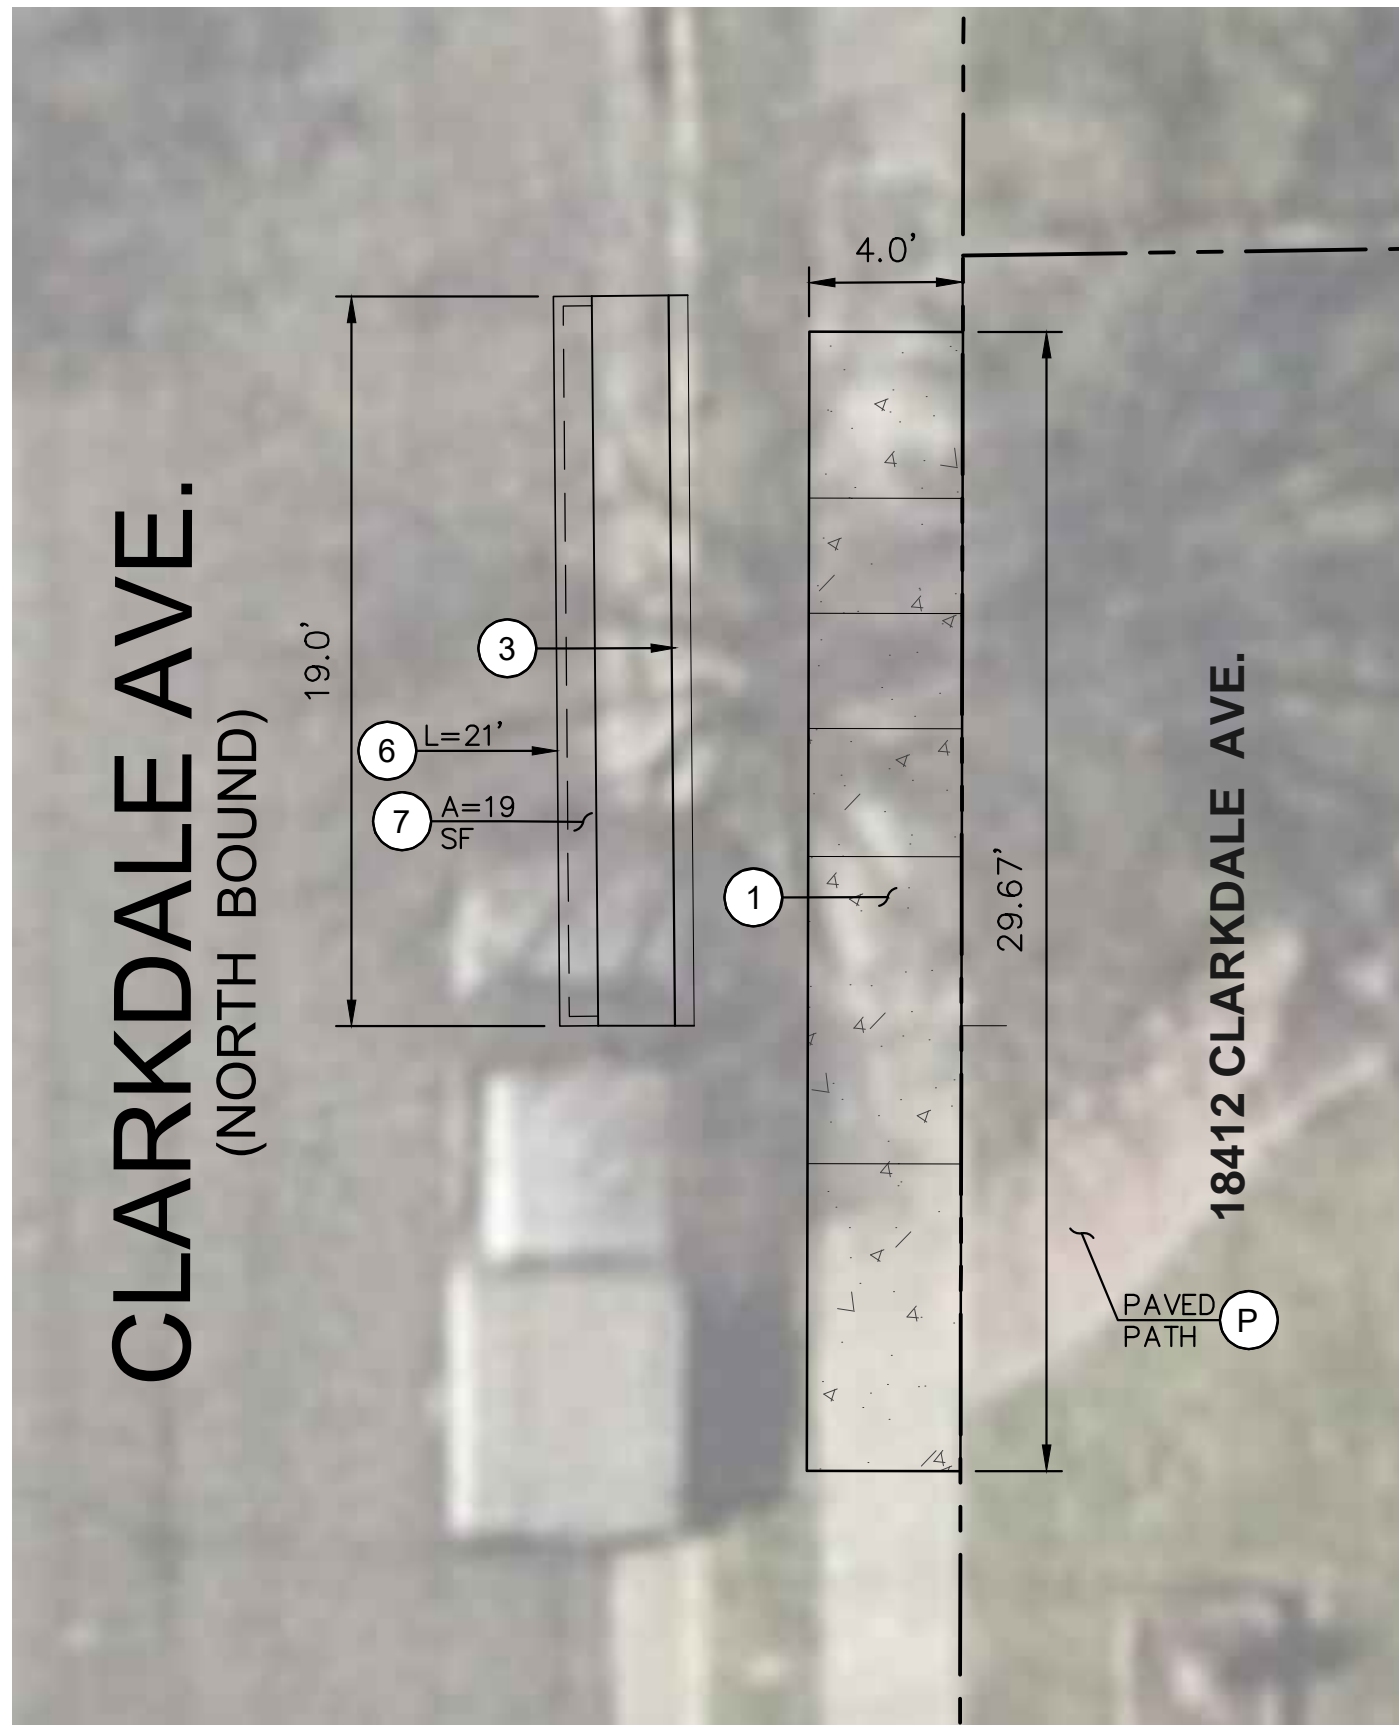 4.0'
CLARKDALE AVE.
(NORTH BOUND)
19.0'
3
6 L=21'
7 A=19
SF
1
29.67'
18412 CLARKDALE AVE.
PAVED P
PATH